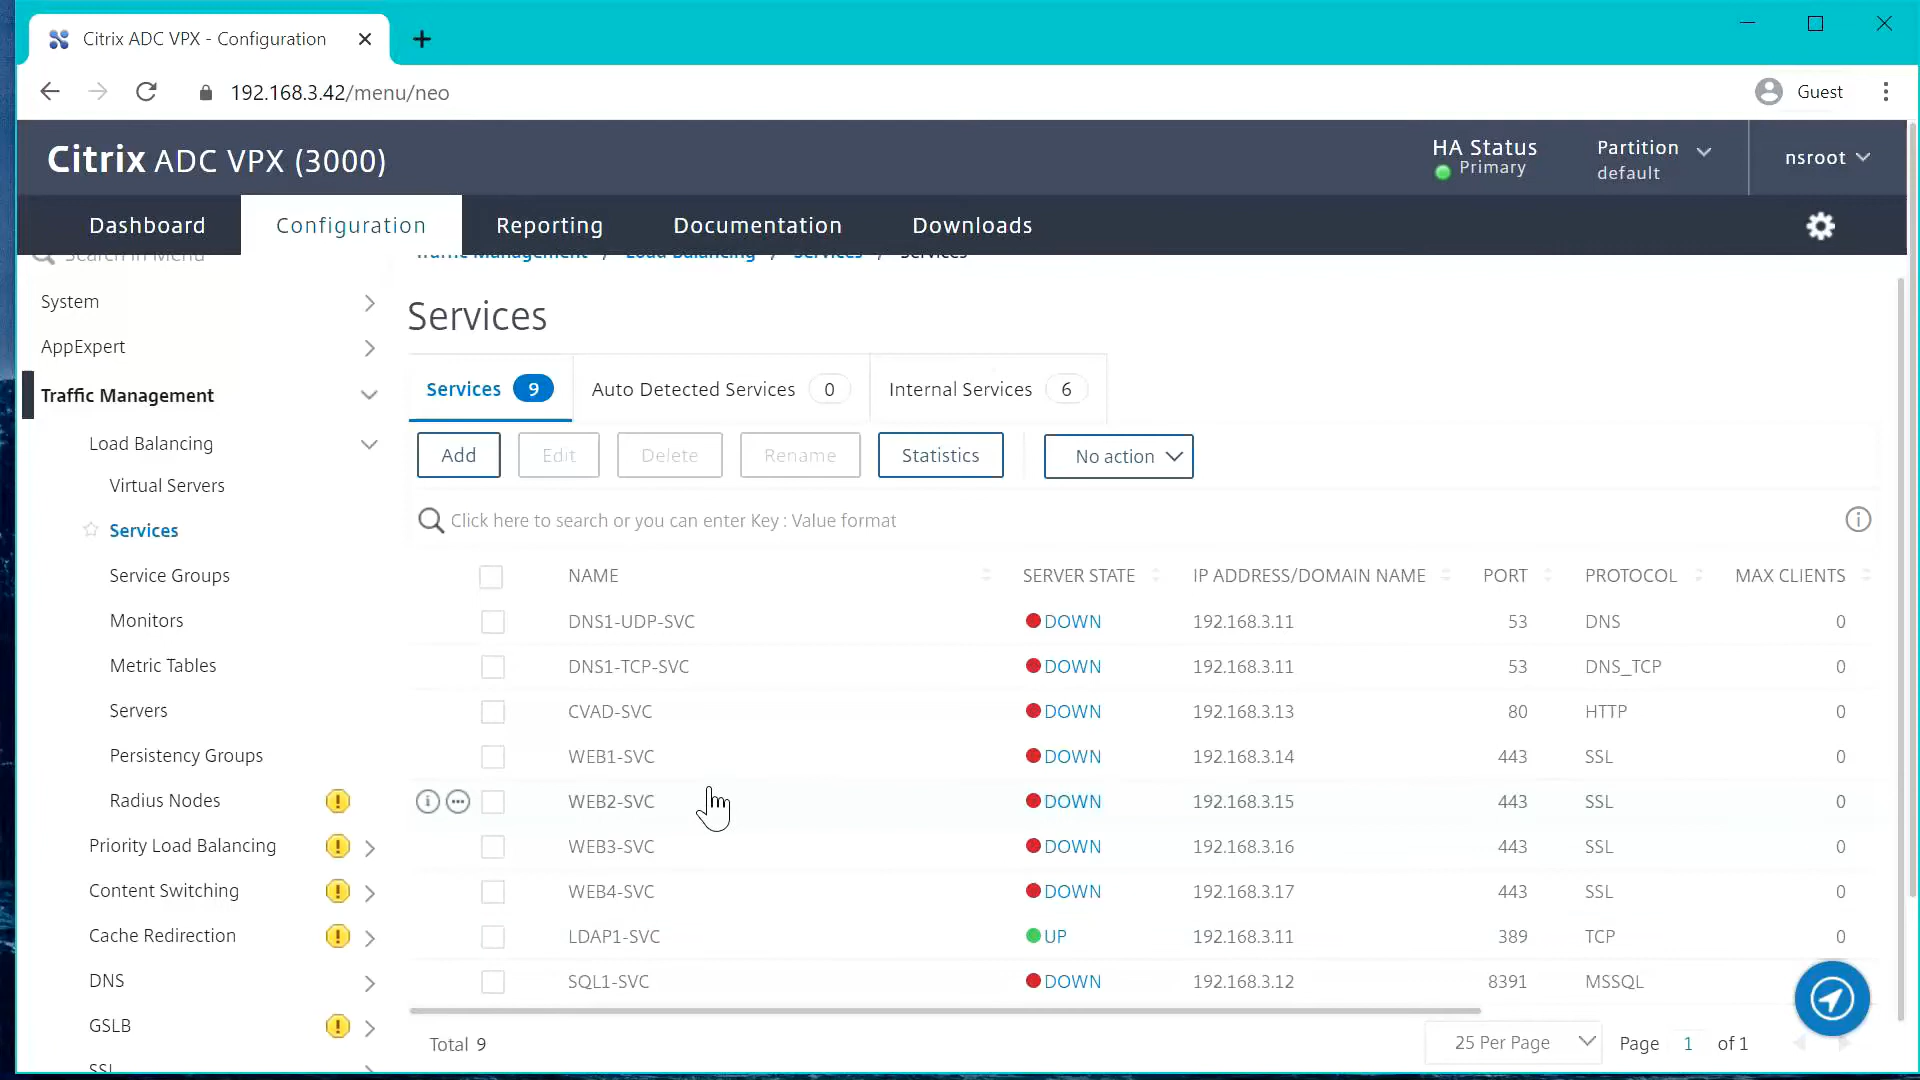 Citrix ADC VPX - Configuration
192.168.3.42/menu/neo
Guest
Citrix ADC VPX (3000)
HA Status
Primary
Partition
default
nsroot
Dashboard
Configuration
Reporting
Documentation
Downloads
Search in Menu
Traffic Management / Load Balancing / Services / Services
System
AppExpert
Traffic Management
Load Balancing
Virtual Servers
Services
Service Groups
Monitors
Metric Tables
Servers
Persistency Groups
Radius Nodes
Priority Load Balancing
Content Switching
Cache Redirection
DNS
GSLB
SSL
Services
Services 9
Auto Detected Services 0
Internal Services 6
Add
Edit
Delete
Rename
Statistics
No action
Click here to search or you can enter Key : Value format
NAME SERVER STATE IP ADDRESS/DOMAIN NAME PORT PROTOCOL MAX CLIENTS
DNS1-UDP-SVC DOWN 192.168.3.11 53 DNS 0
DNS1-TCP-SVC DOWN 192.168.3.11 53 DNS_TCP 0
CVAD-SVC DOWN 192.168.3.13 80 HTTP 0
WEB1-SVC DOWN 192.168.3.14 443 SSL 0
WEB2-SVC DOWN 192.168.3.15 443 SSL 0
WEB3-SVC DOWN 192.168.3.16 443 SSL 0
WEB4-SVC DOWN 192.168.3.17 443 SSL 0
LDAP1-SVC UP 192.168.3.11 389 TCP 0
SQL1-SVC DOWN 192.168.3.12 8391 MSSQL
Total 9
25 Per Page
Page 1 of 1